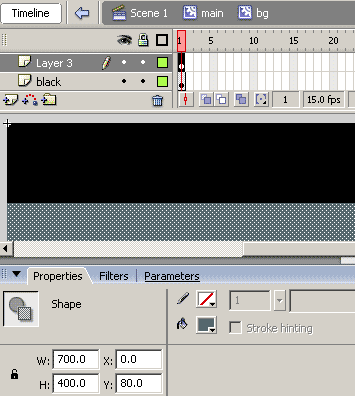 Timeline Scene 1 main bg
1 5 10 15 20
Layer 3
black
1 15.0 fps
Properties Filters Parameters
Shape
1
Stroke hinting
W: 700.0 X: 0.0
H: 400.0 Y: 80.0